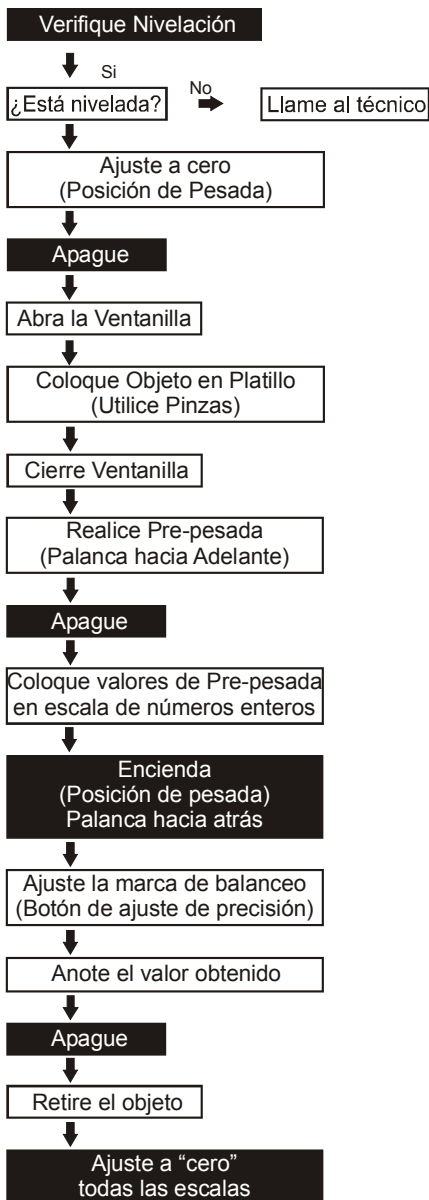 Verifique Nivelación
Si
No
¿Está nivelada?
Llame al técnico
Ajuste a cero
(Posición de Pesada)
Apague
Abra la Ventanilla
Coloque Objeto en Platillo
(Utilice Pinzas)
Cierre Ventanilla
Realice Pre-pesada
(Palanca hacia Adelante)
Apague
Coloque valores de Pre-pesada
en escala de números enteros
Encienda
(Posición de pesada)
Palanca hacia atrás
Ajuste la marca de balanceo
(Botón de ajuste de precisión)
Anote el valor obtenido
Apague
Retire el objeto
Ajuste a “cero”
todas las escalas